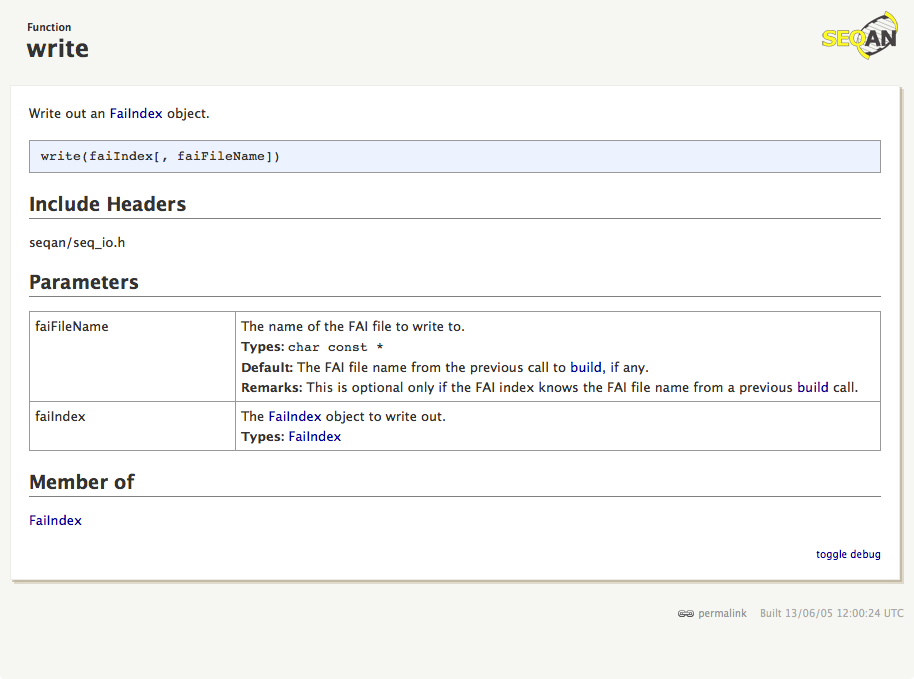 Function
write
SEQAN
Write out an FaiIndex object.
write(faiIndex[, faiFileName])
Include Headers
seqan/seq_io.h
Parameters
faiFileName
The name of the FAI file to write to.
Types: char const *
Default: The FAI file name from the previous call to build, if any.
Remarks: This is optional only if the FAI index knows the FAI file name from a previous build call.
faiIndex
The FaiIndex object to write out.
Types: FaiIndex
Member of
FaiIndex
toggle debug
permalink Built 13/06/05 12:00:24 UTC